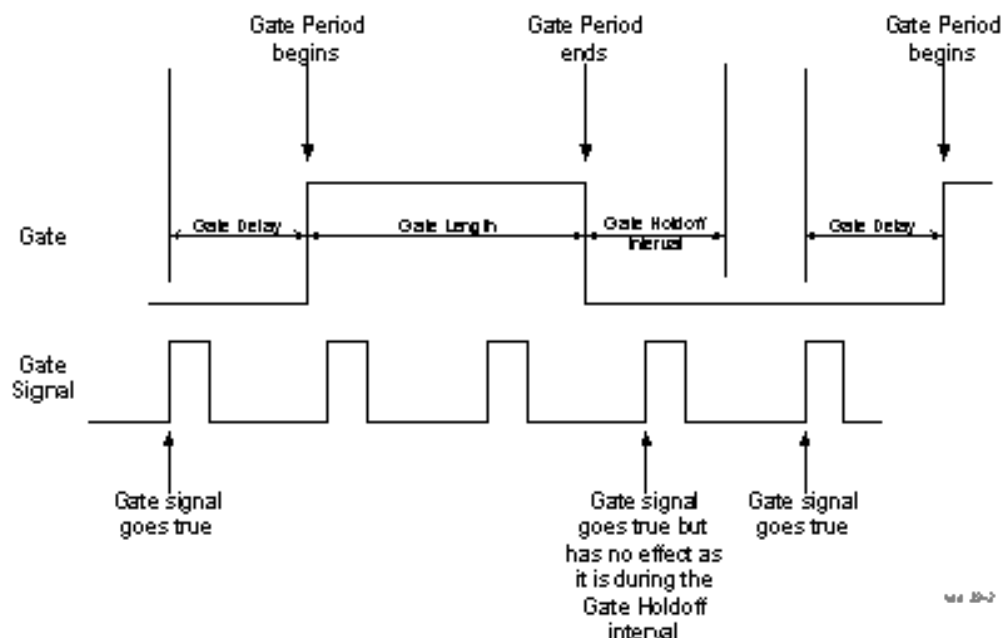 Gate Period
begins
Gate Period
ends
Gate Period
begins
Gate
Gate Delay
Gate Length
Gate Holdoff
interval
Gate Delay
Gate
Signal
Gate signal
goes true
Gate signal
goes true but
has no effect as
it is during the
Gate Holdoff
interval
Gate signal
goes true